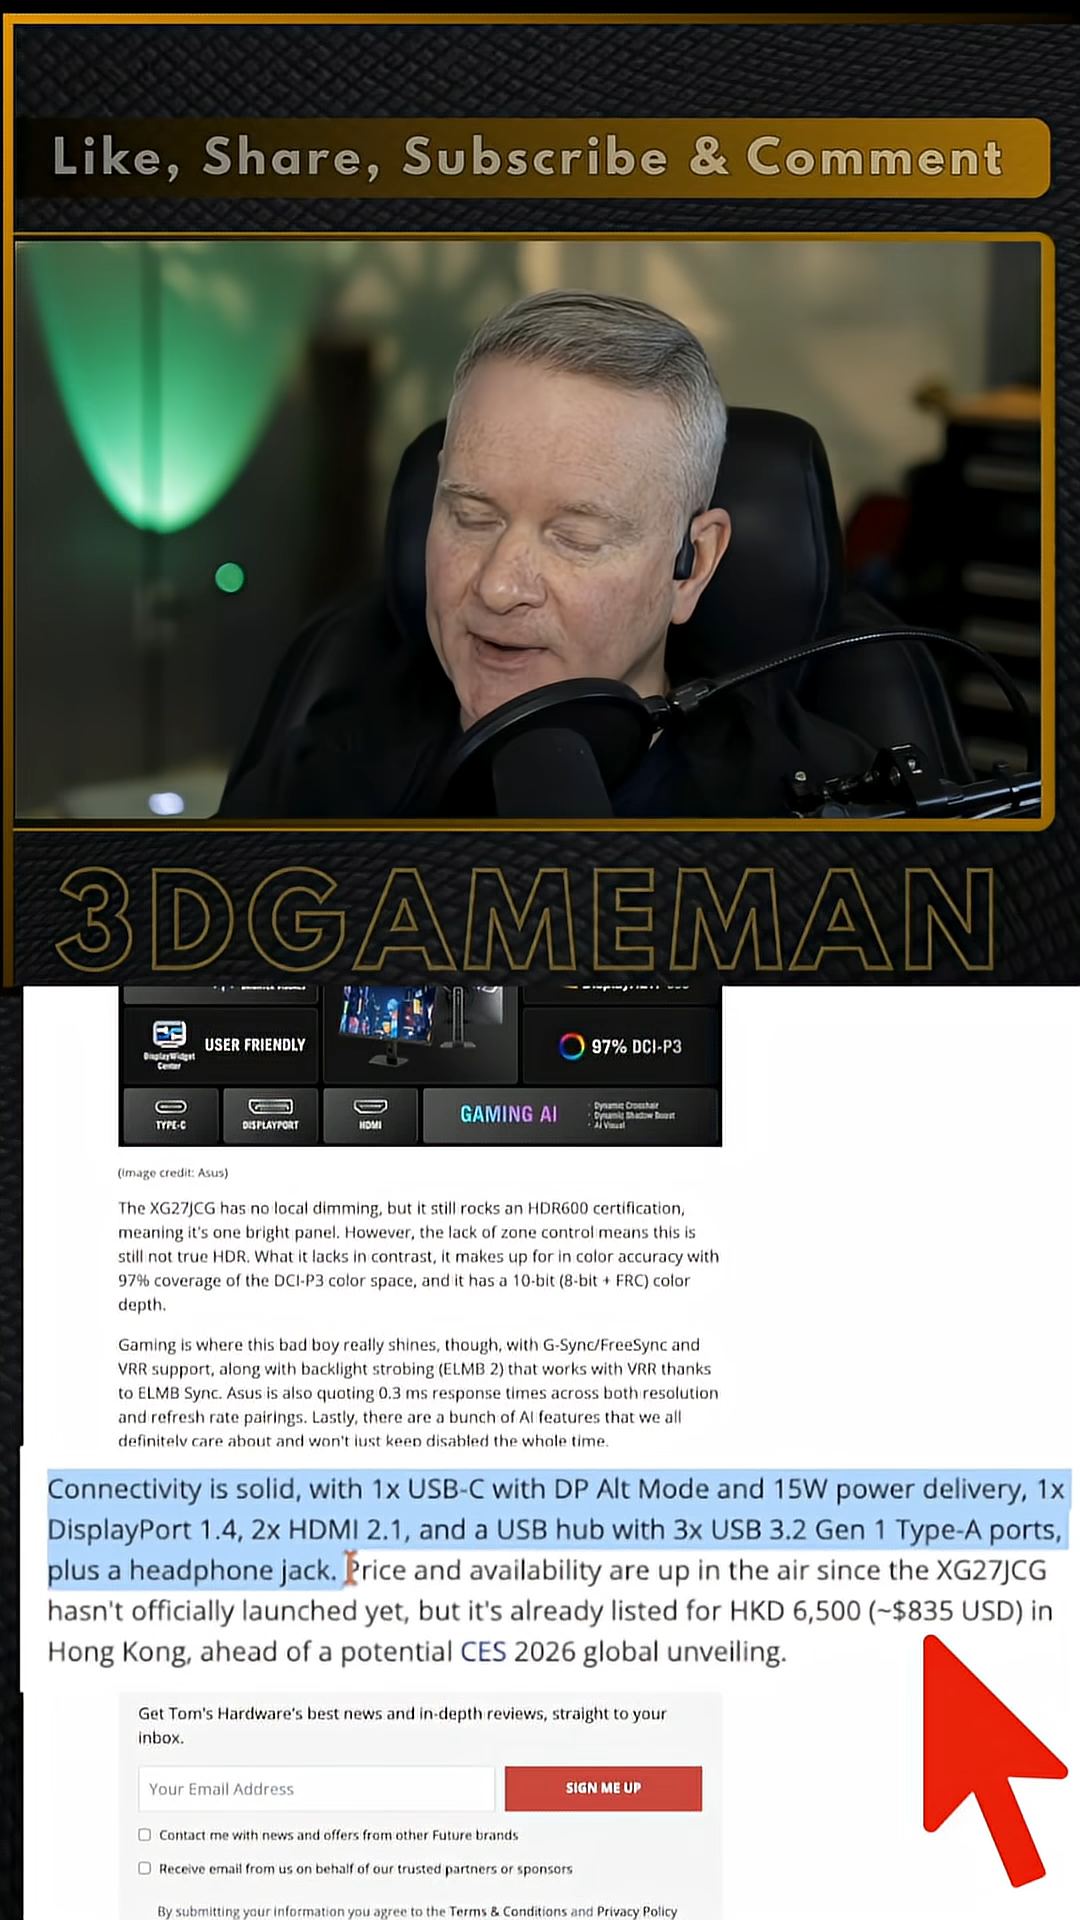 Like, Share, Subscribe & Comment
3DGAMEMAN
DisplayWidget
Center
USER FRIENDLY
97% DCI-P3
TYPE-C
DISPLAYPORT
HDMI
GAMING AI
· Dynamic Crosshair
· Dynamic Shadow Boost
· AI Visual
(Image credit: Asus)
The XG27JCG has no local dimming, but it still rocks an HDR600 certification,
meaning it's one bright panel. However, the lack of zone control means this is
still not true HDR. What it lacks in contrast, it makes up for in color accuracy with
97% coverage of the DCI-P3 color space, and it has a 10-bit (8-bit + FRC) color
depth.
Gaming is where this bad boy really shines, though, with G-Sync/FreeSync and
VRR support, along with backlight strobing (ELMB 2) that works with VRR thanks
to ELMB Sync. Asus is also quoting 0.3 ms response times across both resolution
and refresh rate pairings. Lastly, there are a bunch of AI features that we all
definitely care about and won't just keep disabled the whole time.
Connectivity is solid, with 1x USB-C with DP Alt Mode and 15W power delivery, 1x
DisplayPort 1.4, 2x HDMI 2.1, and a USB hub with 3x USB 3.2 Gen 1 Type-A ports,
plus a headphone jack. Price and availability are up in the air since the XG27JCG
hasn't officially launched yet, but it's already listed for HKD 6,500 (~$835 USD) in
Hong Kong, ahead of a potential CES 2026 global unveiling.
Get Tom's Hardware's best news and in-depth reviews, straight to your
inbox.
Your Email Address
SIGN ME UP
Contact me with news and offers from other Future brands
Receive email from us on behalf of our trusted partners or sponsors
By submitting your information you agree to the Terms & Conditions and Privacy Policy